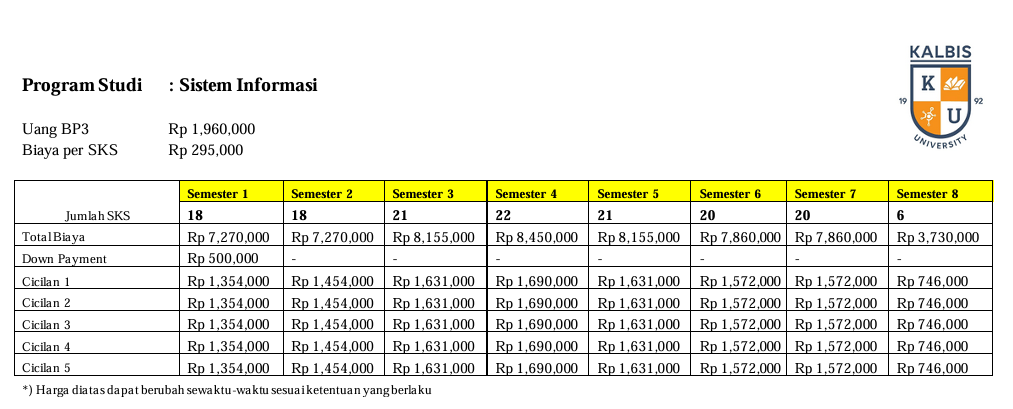 KALBIS
K
U
19 92
UNIVERSITY
Program Studi : Sistem Informasi
Uang BP3 Rp 1,960,000
Biaya per SKS Rp 295,000
Semester 1 Semester 2 Semester 3 Semester 4 Semester 5 Semester 6 Semester 7 Semester 8
Jumlah SKS 18 18 21 22 21 20 20 6
Total Biaya Rp 7,270,000 Rp 7,270,000 Rp 8,155,000 Rp 8,450,000 Rp 8,155,000 Rp 7,860,000 Rp 7,860,000 Rp 3,730,000
Down Payment Rp 500,000 - - - - - - -
Cicilan 1 Rp 1,354,000 Rp 1,454,000 Rp 1,631,000 Rp 1,690,000 Rp 1,631,000 Rp 1,572,000 Rp 1,572,000 Rp 746,000
Cicilan 2 Rp 1,354,000 Rp 1,454,000 Rp 1,631,000 Rp 1,690,000 Rp 1,631,000 Rp 1,572,000 Rp 1,572,000 Rp 746,000
Cicilan 3 Rp 1,354,000 Rp 1,454,000 Rp 1,631,000 Rp 1,690,000 Rp 1,631,000 Rp 1,572,000 Rp 1,572,000 Rp 746,000
Cicilan 4 Rp 1,354,000 Rp 1,454,000 Rp 1,631,000 Rp 1,690,000 Rp 1,631,000 Rp 1,572,000 Rp 1,572,000 Rp 746,000
Cicilan 5 Rp 1,354,000 Rp 1,454,000 Rp 1,631,000 Rp 1,690,000 Rp 1,631,000 Rp 1,572,000 Rp 1,572,000 Rp 746,000
*) Harga diatas dapat berubah sewaktu-waktu sesuai ketentuan yang berlaku